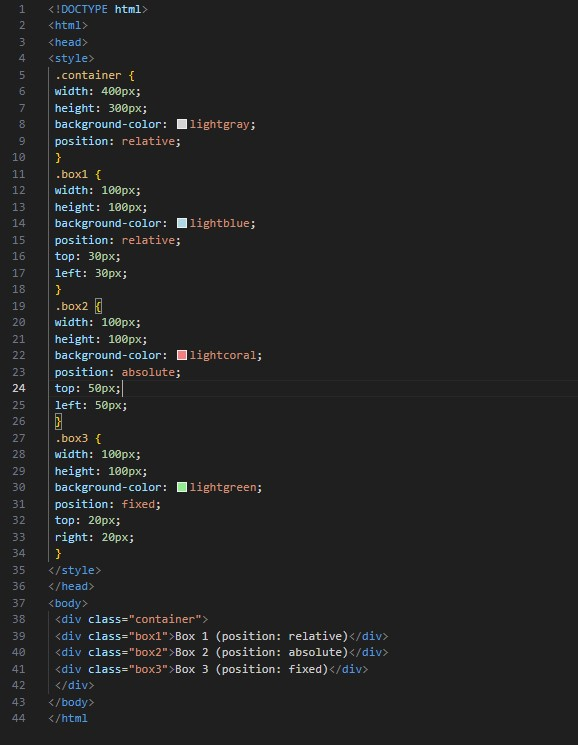 1 <!DOCTYPE html>
2 <html>
3 <head>
4 <style>
5 .container {
6 width: 400px;
7 height: 300px;
8 background-color: lightgray;
9 position: relative;
10 }
11 .box1 {
12 width: 100px;
13 height: 100px;
14 background-color: lightblue;
15 position: relative;
16 top: 30px;
17 left: 30px;
18 }
19 .box2 {
20 width: 100px;
21 height: 100px;
22 background-color: lightcoral;
23 position: absolute;
24 top: 50px;
25 left: 50px;
26 }
27 .box3 {
28 width: 100px;
29 height: 100px;
30 background-color: lightgreen;
31 position: fixed;
32 top: 20px;
33 right: 20px;
34 }
35 </style>
36 </head>
37 <body>
38 <div class="container">
39 <div class="box1">Box 1 (position: relative)</div>
40 <div class="box2">Box 2 (position: absolute)</div>
41 <div class="box3">Box 3 (position: fixed)</div>
42 </div>
43 </body>
44 </html